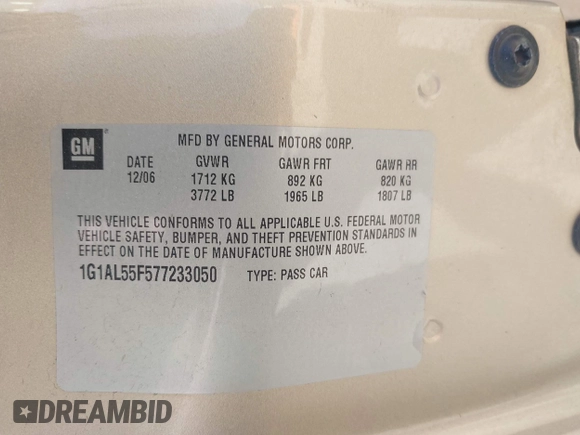 GM
MFD BY GENERAL MOTORS CORP.
DATE GVWR GAWR FRT GAWR RR
12/06 1712 KG 892 KG 820 KG
3772 LB 1965 LB 1807 LB
THIS VEHICLE CONFORMS TO ALL APPLICABLE U.S. FEDERAL MOTOR
VEHICLE SAFETY, BUMPER, AND THEFT PREVENTION STANDARDS IN
EFFECT ON THE DATE OF MANUFACTURE SHOWN ABOVE.
1G1AL55F577233050 TYPE: PASS CAR
DREAMBID